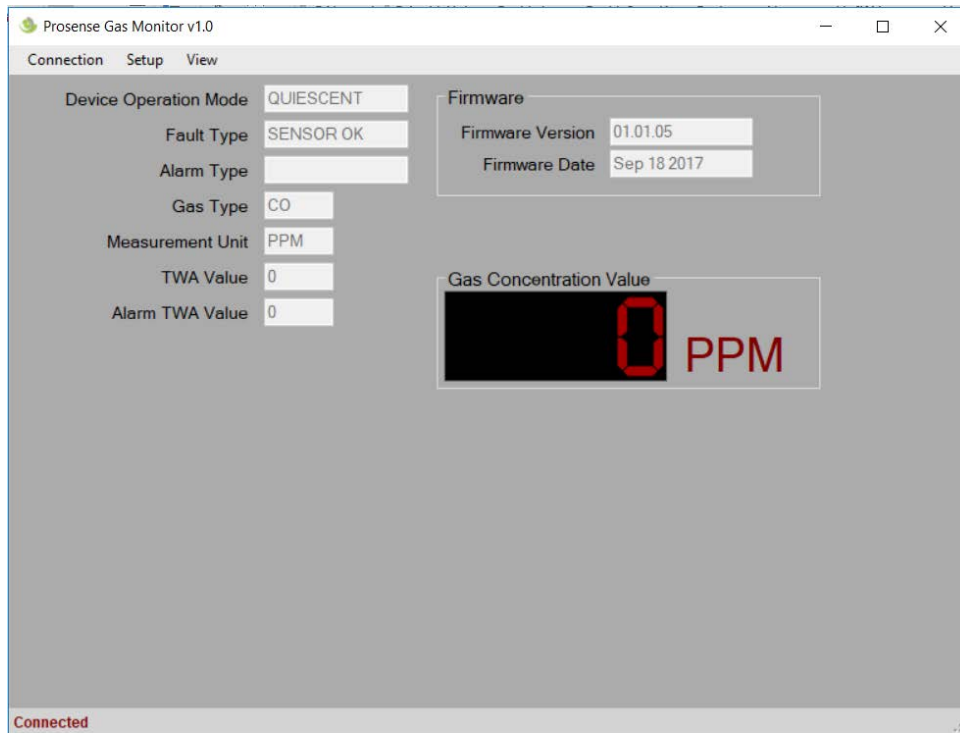 Prosense Gas Monitor v1.0
Connection Setup View
Device Operation Mode QUIESCENT
Fault Type SENSOR OK
Alarm Type
Gas Type CO
Measurement Unit PPM
TWA Value 0
Alarm TWA Value 0
Firmware
Firmware Version 01.01.05
Firmware Date Sep 18 2017
Gas Concentration Value
0 PPM
Connected